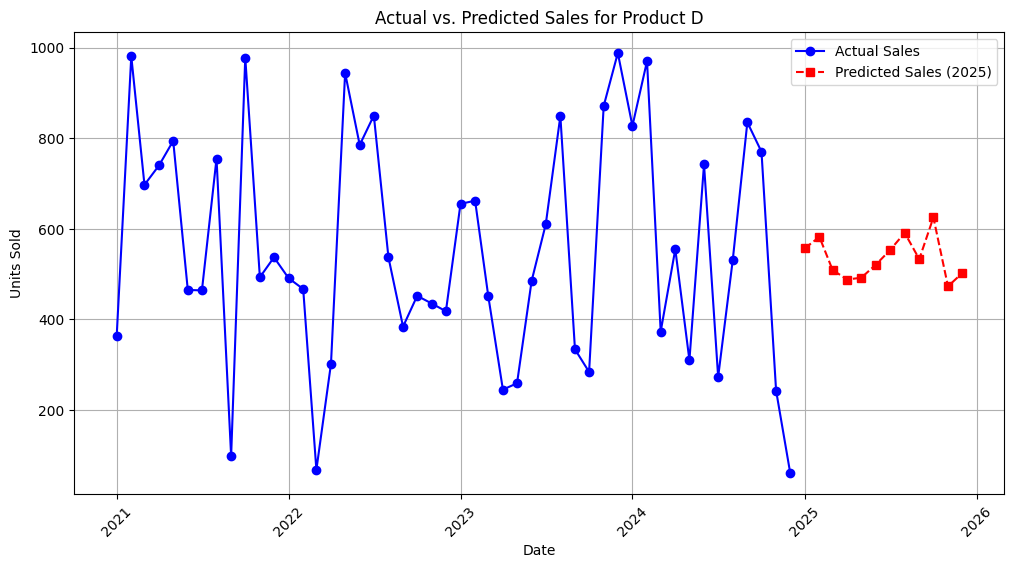 Actual vs. Predicted Sales for Product D
Actual Sales
Predicted Sales (2025)
Units Sold
1000
800
600
400
200
2021
2022
2023
2024
2025
2026
Date